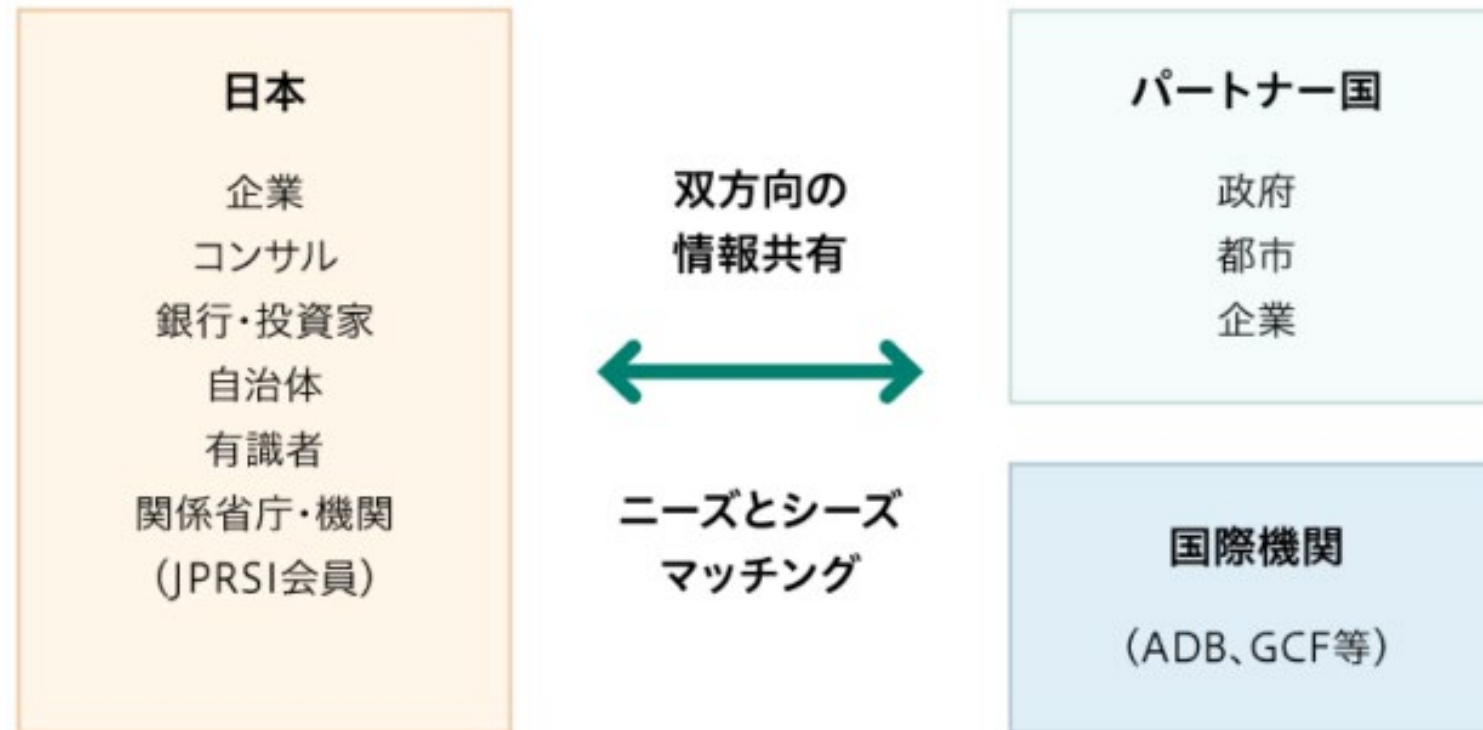 日本
企業
コンサル
銀行・投資家
自治体
有識者
関係省庁・機関
(JPRSI会員)
双方向の
情報共有
ニーズとシーズ
マッチング
パートナー国
政府
都市
企業
国際機関
(ADB、GCF等)